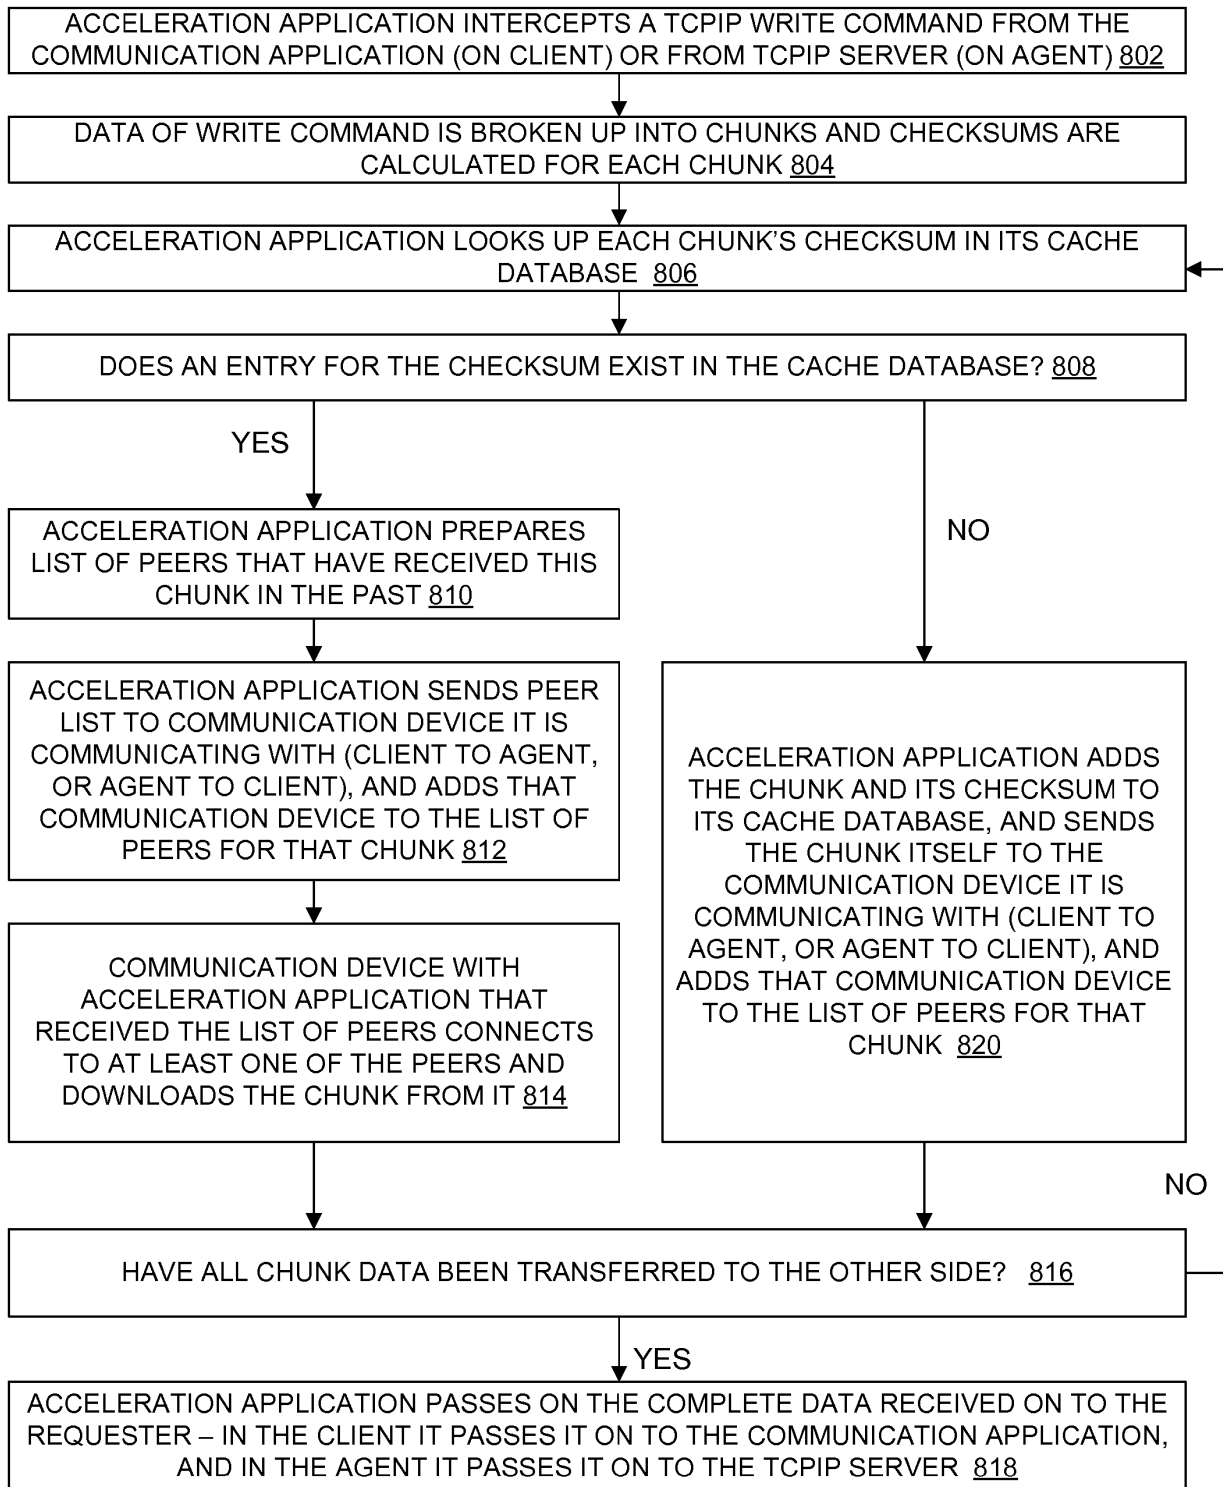 ACCELERATION APPLICATION INTERCEPTS A TCPIP WRITE COMMAND FROM THE
COMMUNICATION APPLICATION (ON CLIENT) OR FROM TCPIP SERVER (ON AGENT) 802
DATA OF WRITE COMMAND IS BROKEN UP INTO CHUNKS AND CHECKSUMS ARE
CALCULATED FOR EACH CHUNK 804
ACCELERATION APPLICATION LOOKS UP EACH CHUNK'S CHECKSUM IN ITS CACHE
DATABASE 806
DOES AN ENTRY FOR THE CHECKSUM EXIST IN THE CACHE DATABASE? 808
YES
NO
ACCELERATION APPLICATION PREPARES
LIST OF PEERS THAT HAVE RECEIVED THIS
CHUNK IN THE PAST 810
ACCELERATION APPLICATION SENDS PEER
LIST TO COMMUNICATION DEVICE IT IS
COMMUNICATING WITH (CLIENT TO AGENT,
OR AGENT TO CLIENT), AND ADDS THAT
COMMUNICATION DEVICE TO THE LIST OF
PEERS FOR THAT CHUNK 812
COMMUNICATION DEVICE WITH
ACCELERATION APPLICATION THAT
RECEIVED THE LIST OF PEERS CONNECTS
TO AT LEAST ONE OF THE PEERS AND
DOWNLOADS THE CHUNK FROM IT 814
ACCELERATION APPLICATION ADDS
THE CHUNK AND ITS CHECKSUM TO
ITS CACHE DATABASE, AND SENDS
THE CHUNK ITSELF TO THE
COMMUNICATION DEVICE IT IS
COMMUNICATING WITH (CLIENT TO
AGENT, OR AGENT TO CLIENT), AND
ADDS THAT COMMUNICATION DEVICE
TO THE LIST OF PEERS FOR THAT
CHUNK 820
NO
HAVE ALL CHUNK DATA BEEN TRANSFERRED TO THE OTHER SIDE? 816
YES
ACCELERATION APPLICATION PASSES ON THE COMPLETE DATA RECEIVED ON TO THE
REQUESTER – IN THE CLIENT IT PASSES IT ON TO THE COMMUNICATION APPLICATION,
AND IN THE AGENT IT PASSES IT ON TO THE TCPIP SERVER 818